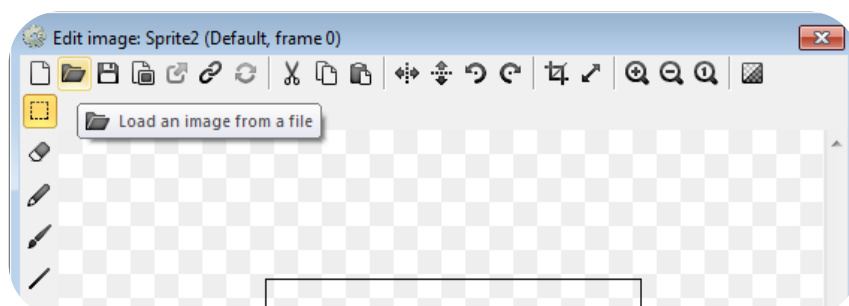 Edit image: Sprite2 (Default, frame 0)
Load an image from a file